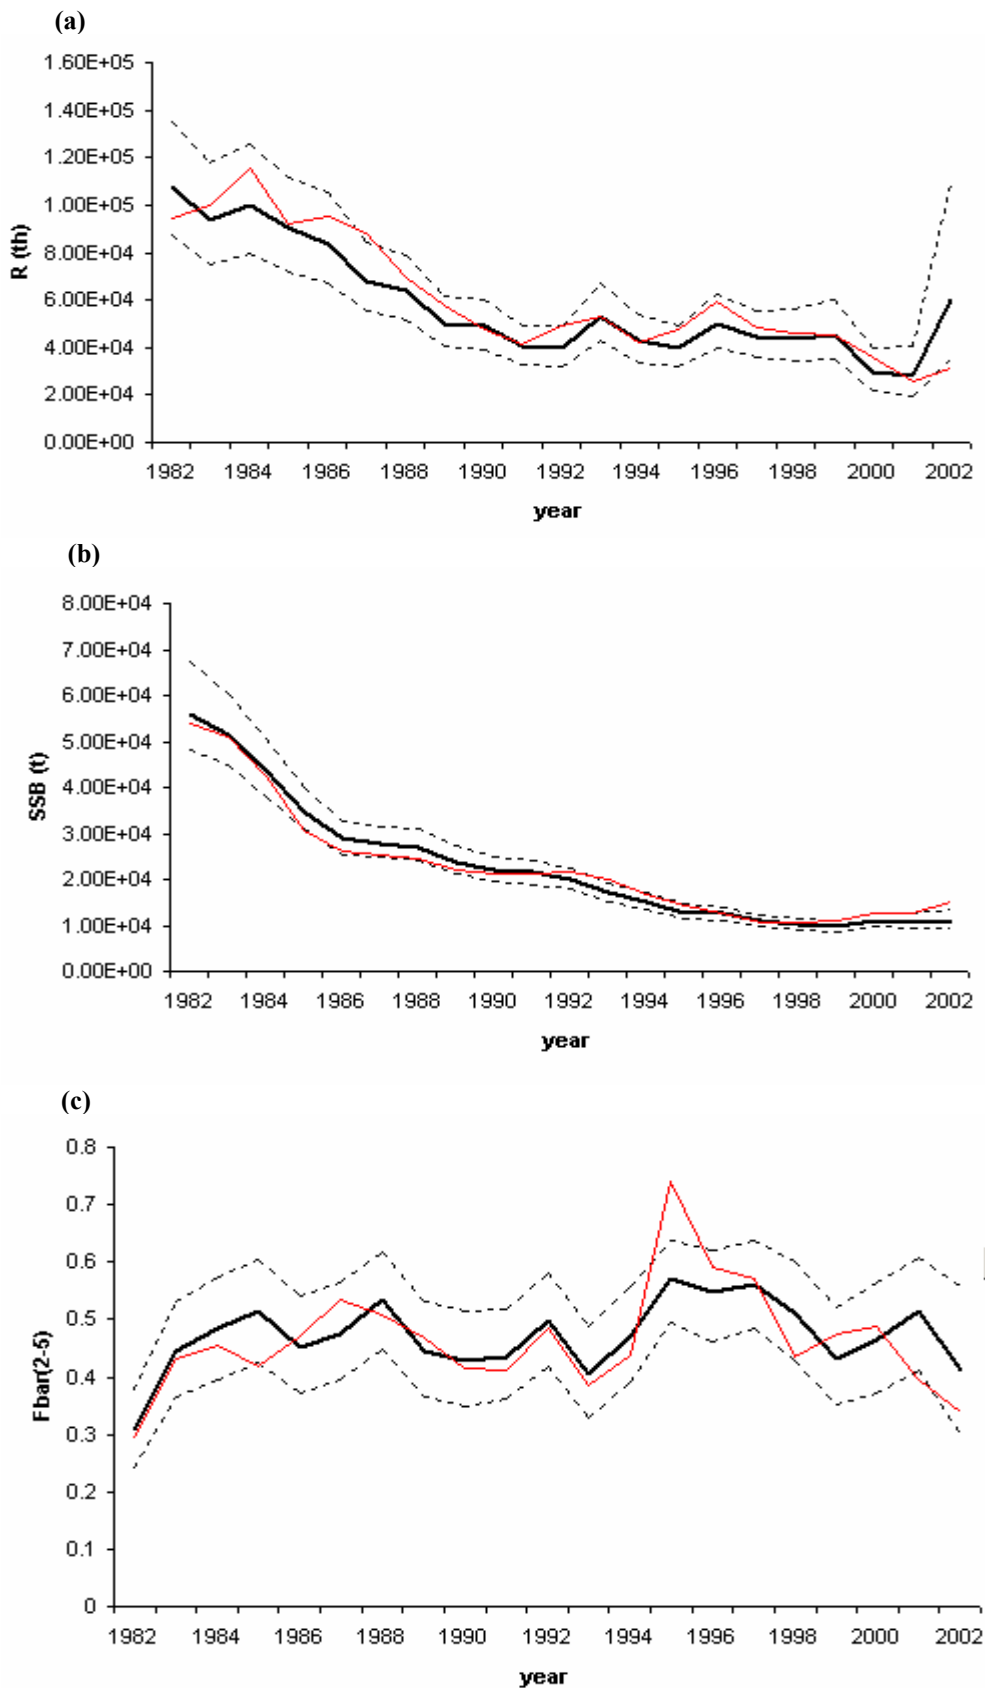 (a)
1.60E+05
1.40E+05
1.20E+05
1.00E+05
8.00E+04
6.00E+04
4.00E+04
2.00E+04
0.00E+00
R (th)
1982 1984 1986 1988 1990 1992 1994 1996 1998 2000 2002
year
(b)
8.00E+04
7.00E+04
6.00E+04
5.00E+04
4.00E+04
3.00E+04
2.00E+04
1.00E+04
0.00E+00
SSB (t)
1982 1984 1986 1988 1990 1992 1994 1996 1998 2000 2002
year
(c)
0.8
0.7
0.6
0.5
0.4
0.3
0.2
0.1
0
Fbar(2-5)
1982 1984 1986 1988 1990 1992 1994 1996 1998 2000 2002
year